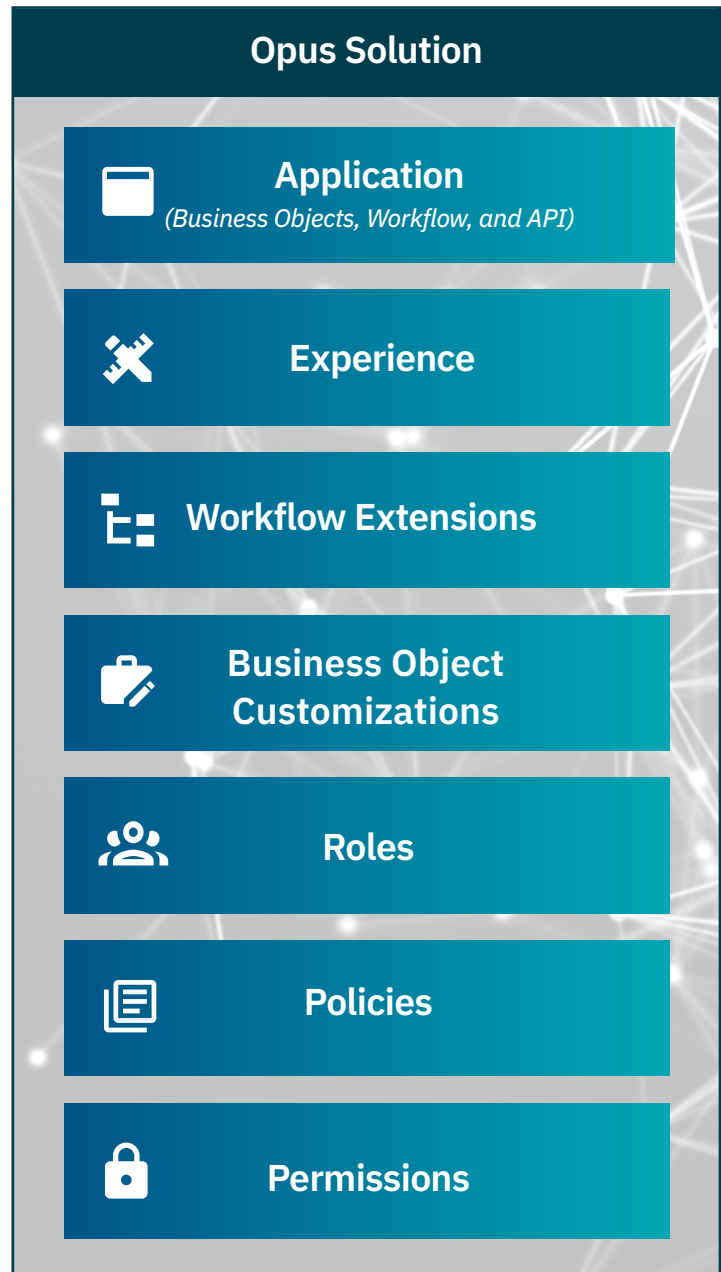 Opus Solution
Application
(Business Objects, Workflow, and API)
Experience
Workflow Extensions
Business Object
Customizations
Roles
Policies
Permissions